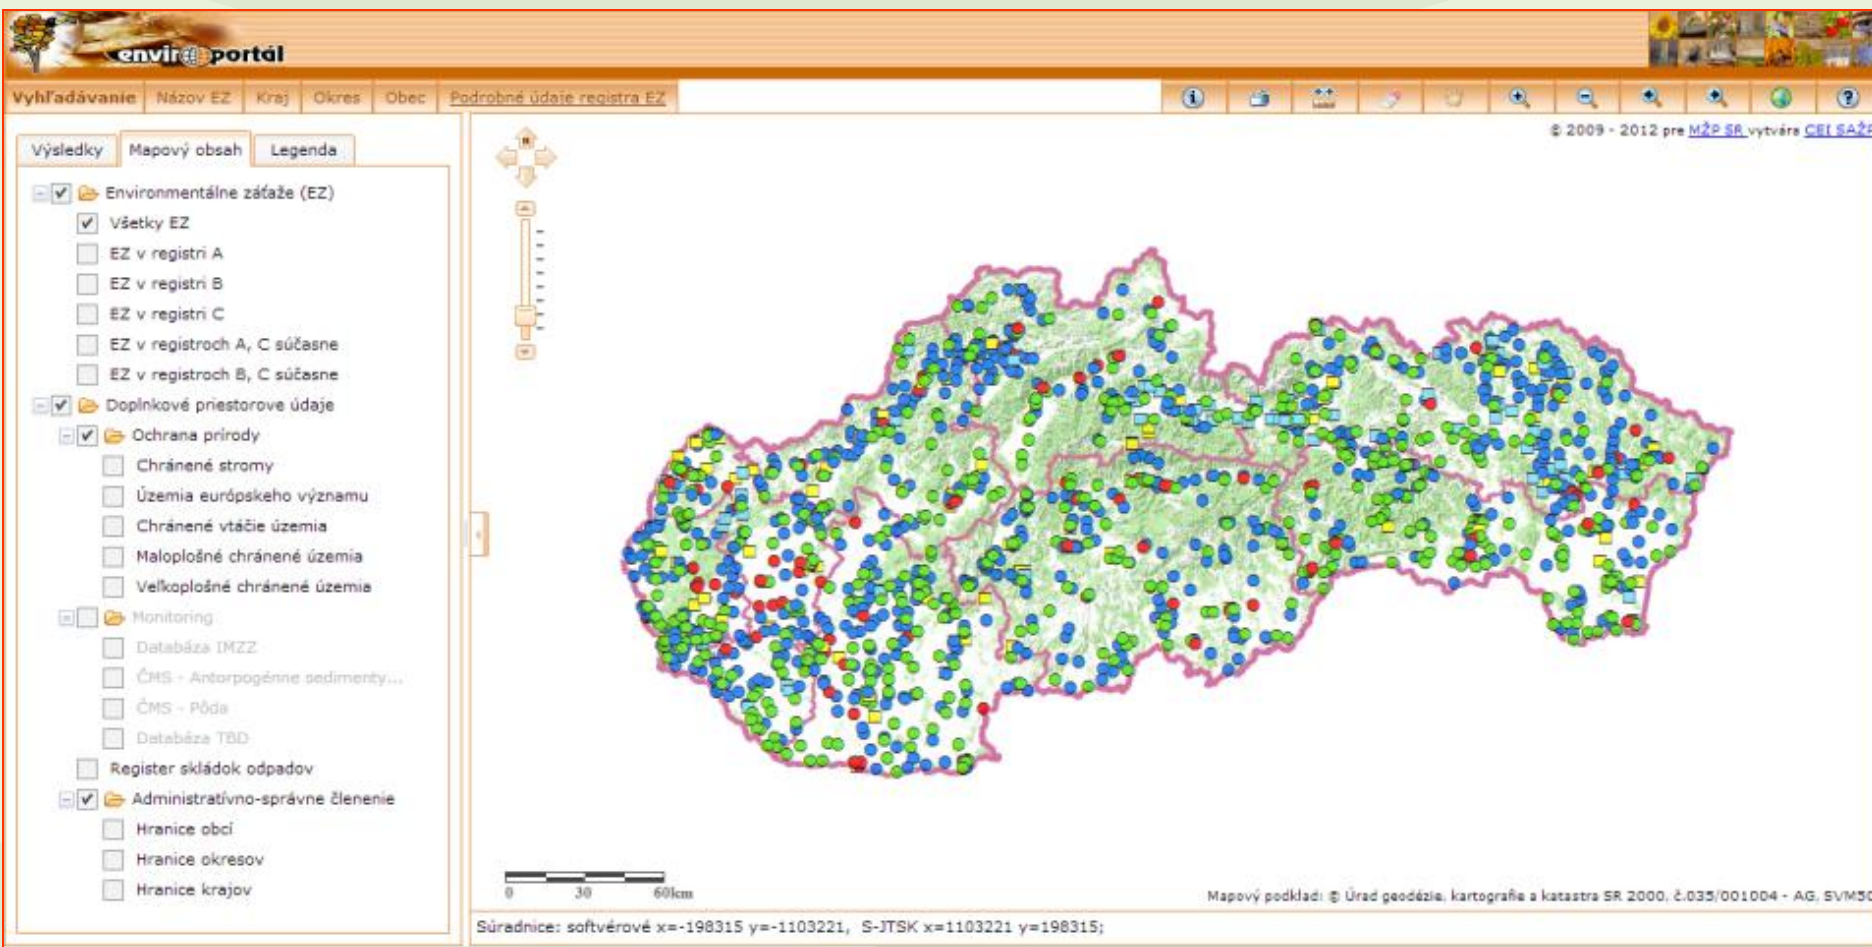 enviroportál
Vyhľadávanie Názov EZ Kraj Okres Obec Podrobné údaje registra EZ
© 2009 - 2012 pre MŽP SR vytvára CEI SAŽP
Výsledky Mapový obsah Legenda
Environmentálne záťaže (EZ)
Všetky EZ
EZ v registri A
EZ v registri B
EZ v registri C
EZ v registroch A, C súčasne
EZ v registroch B, C súčasne
Doplnkové priestorove údaje
Ochrana prírody
Chránené stromy
Územia európskeho významu
Chránené vtáčie územia
Maloplošné chránené územia
Veľkoplošné chránené územia
Monitoring
Databáza IMZZ
ČMS - Antorpogénne sedimenty...
ČMS - Pôda
Databáza TBD
Register skládok odpadov
Administratívno-správne členenie
Hranice obcí
Hranice okresov
Hranice krajov
0 30 60km
Mapový podklad: © Úrad geodézie, kartografie a katastra SR 2000, č.035/001004 - AG, SVM50
Súradnice: softvérové x=-198315 y=-1103221, S-JTSK x=1103221 y=198315;